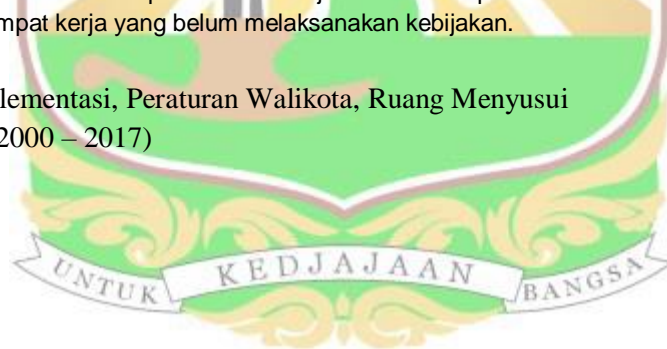 mpat kerja yang belum melaksanakan kebijakan.
lementasi, Peraturan Walikota, Ruang Menyusui
2000 – 2017)
UNTUK KEDJAJAAN BANGSA